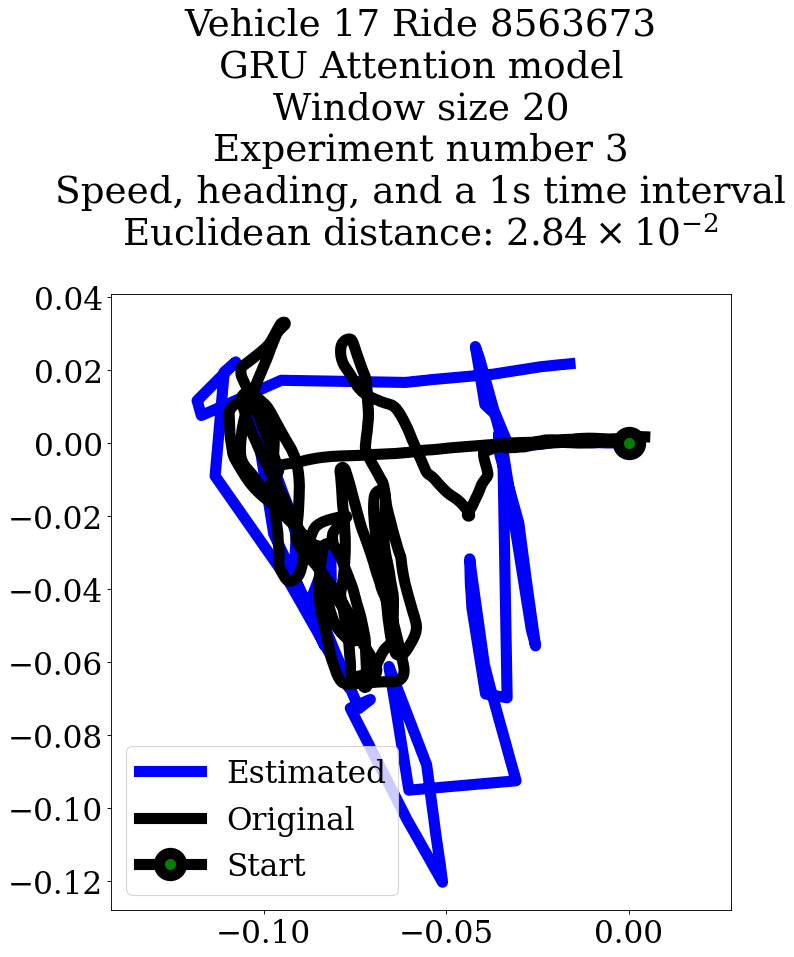 Vehicle 17 Ride 8563673
GRU Attention model
Window size 20
Experiment number 3
Speed, heading, and a 1s time interval
Euclidean distance: 2.84 × 10⁻²
0.04
0.02
0.00
−0.02
−0.04
−0.06
−0.08
−0.10
−0.12
Estimated
Original
Start
−0.10 −0.05 0.00